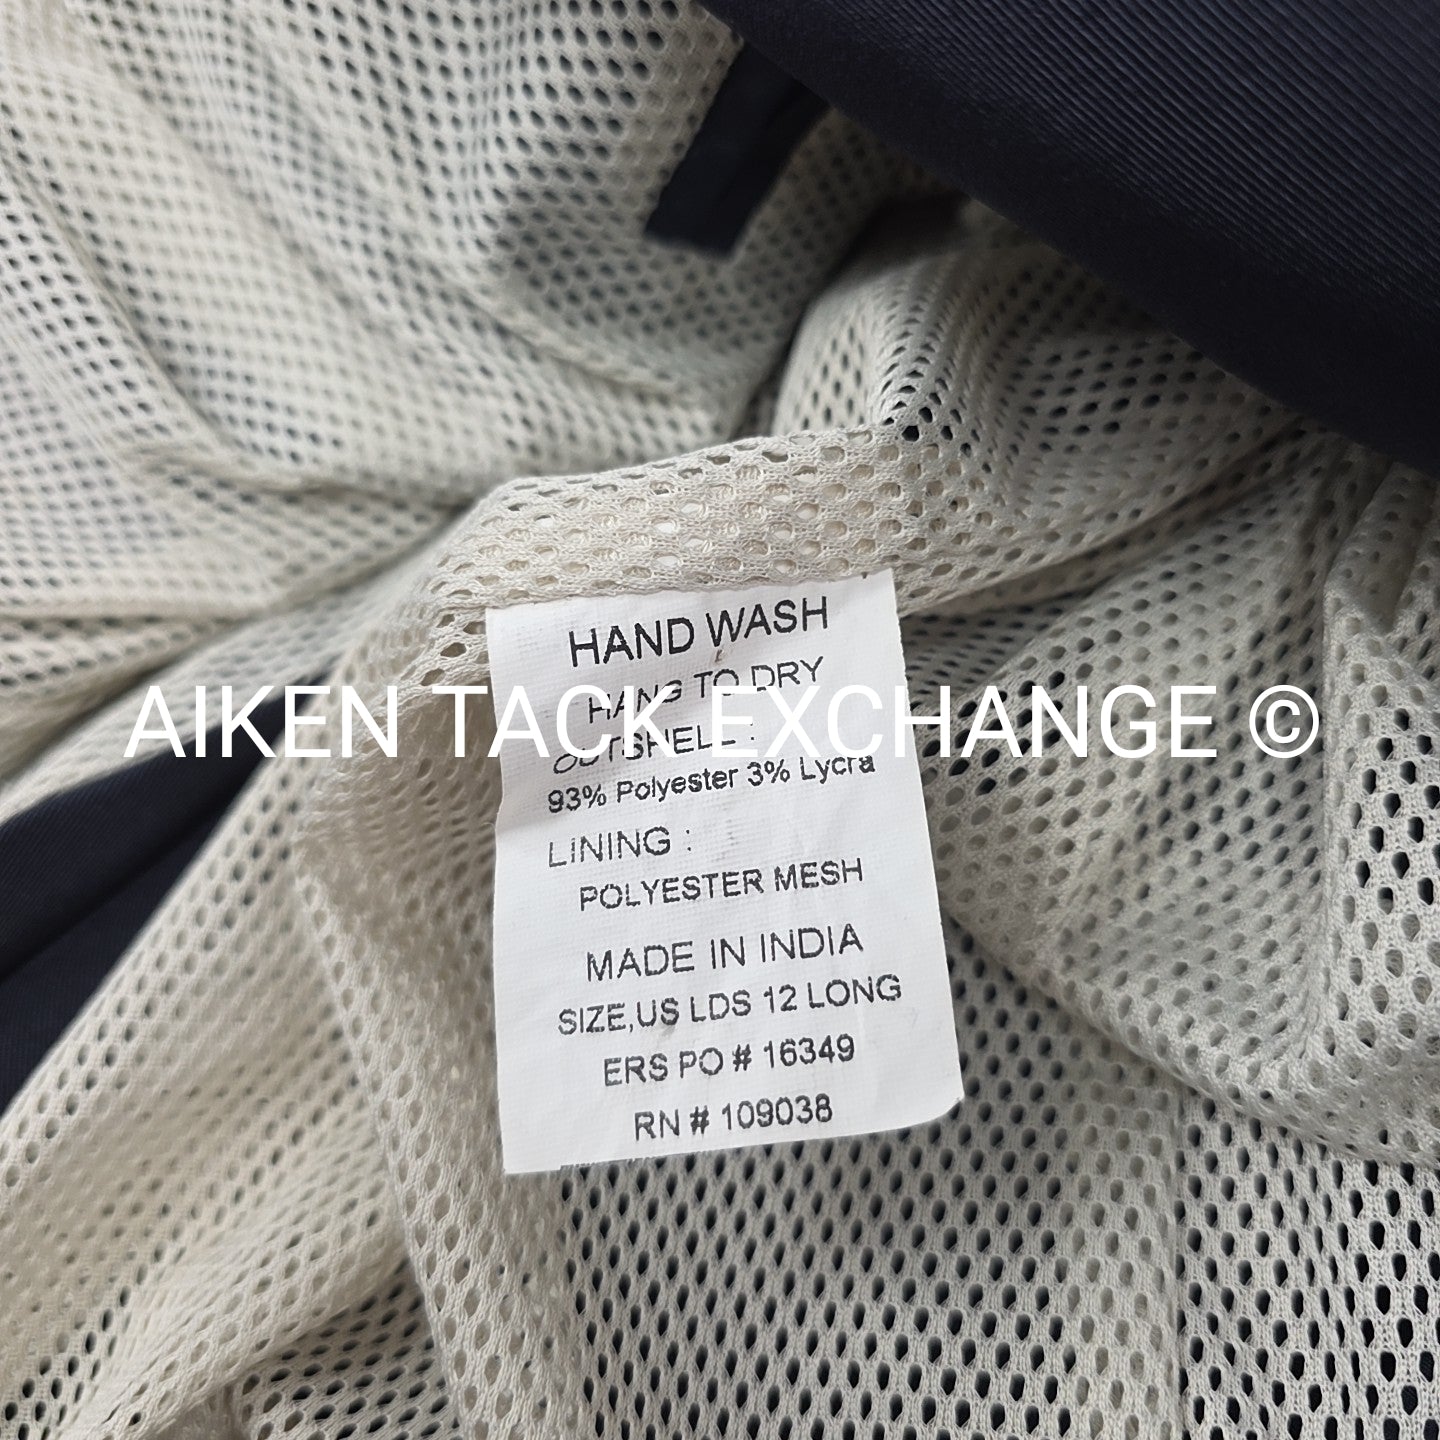 HAND WASH
HANG TO DRY
AIKEN TACK EXCHANGE ©
OUTSHELL :
93% Polyester 3% Lycra
LINING :
POLYESTER MESH
MADE IN INDIA
SIZE,US LDS 12 LONG
ERS PO # 16349
RN # 109038